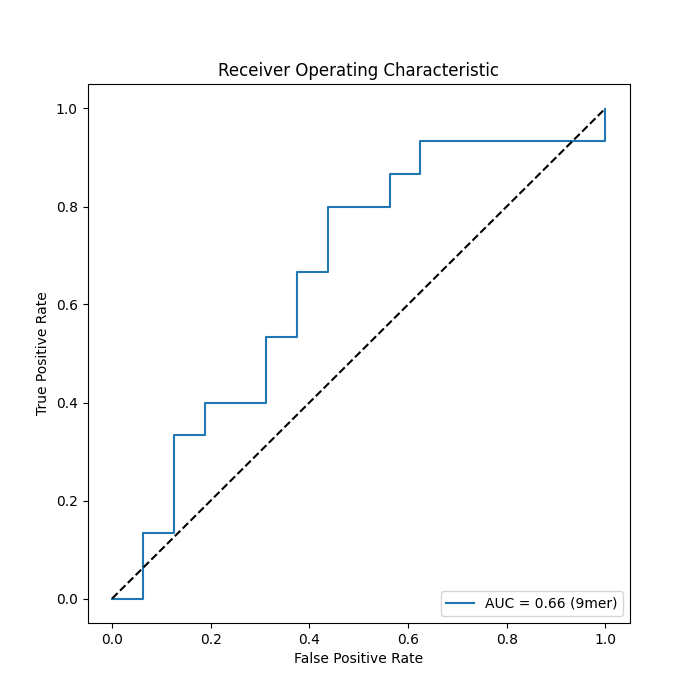 Receiver Operating Characteristic
1.0
0.8
0.6
0.4
0.2
0.0
True Positive Rate
0.0 0.2 0.4 0.6 0.8 1.0
False Positive Rate
AUC = 0.66 (9mer)